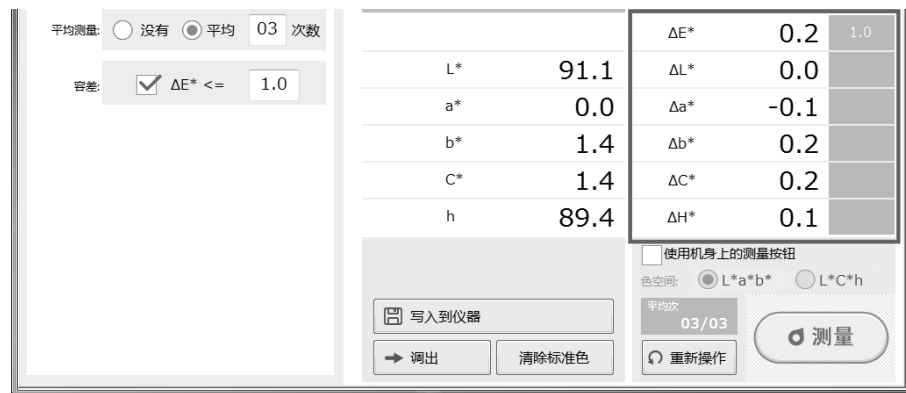 平均测量: 没有 平均 03 次数
容差: ΔE* <= 1.0
L* 91.1
a* 0.0
b* 1.4
C* 1.4
h 89.4
写入到仪器
调出 清除标准色
ΔE* 0.2 1.0
ΔL* 0.0
Δa* -0.1
Δb* 0.2
ΔC* 0.2
ΔH* 0.1
使用机身上的测量按钮
色空间: L*a*b* L*C*h
平均次
03/03
测量
重新操作